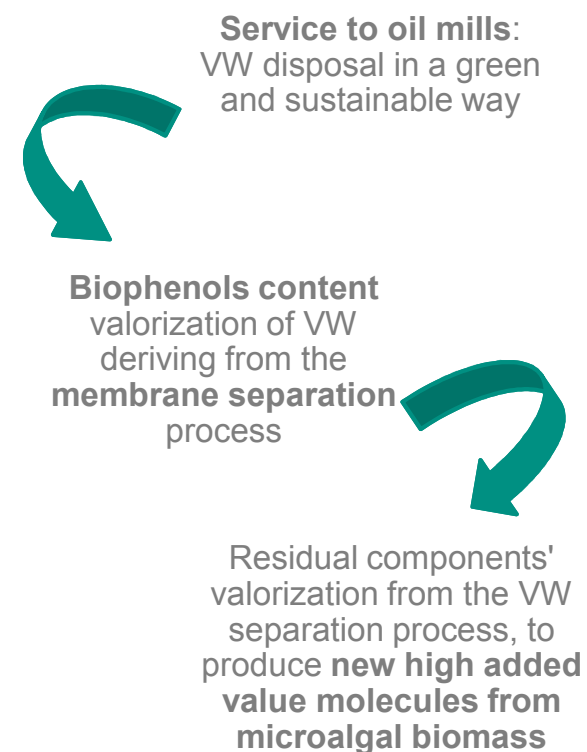 Service to oil mills:
VW disposal in a green
and sustainable way
Biophenols content
valorization of VW
deriving from the
membrane separation
process
Residual components'
valorization from the VW
separation process, to
produce new high added
value molecules from
microalgal biomass